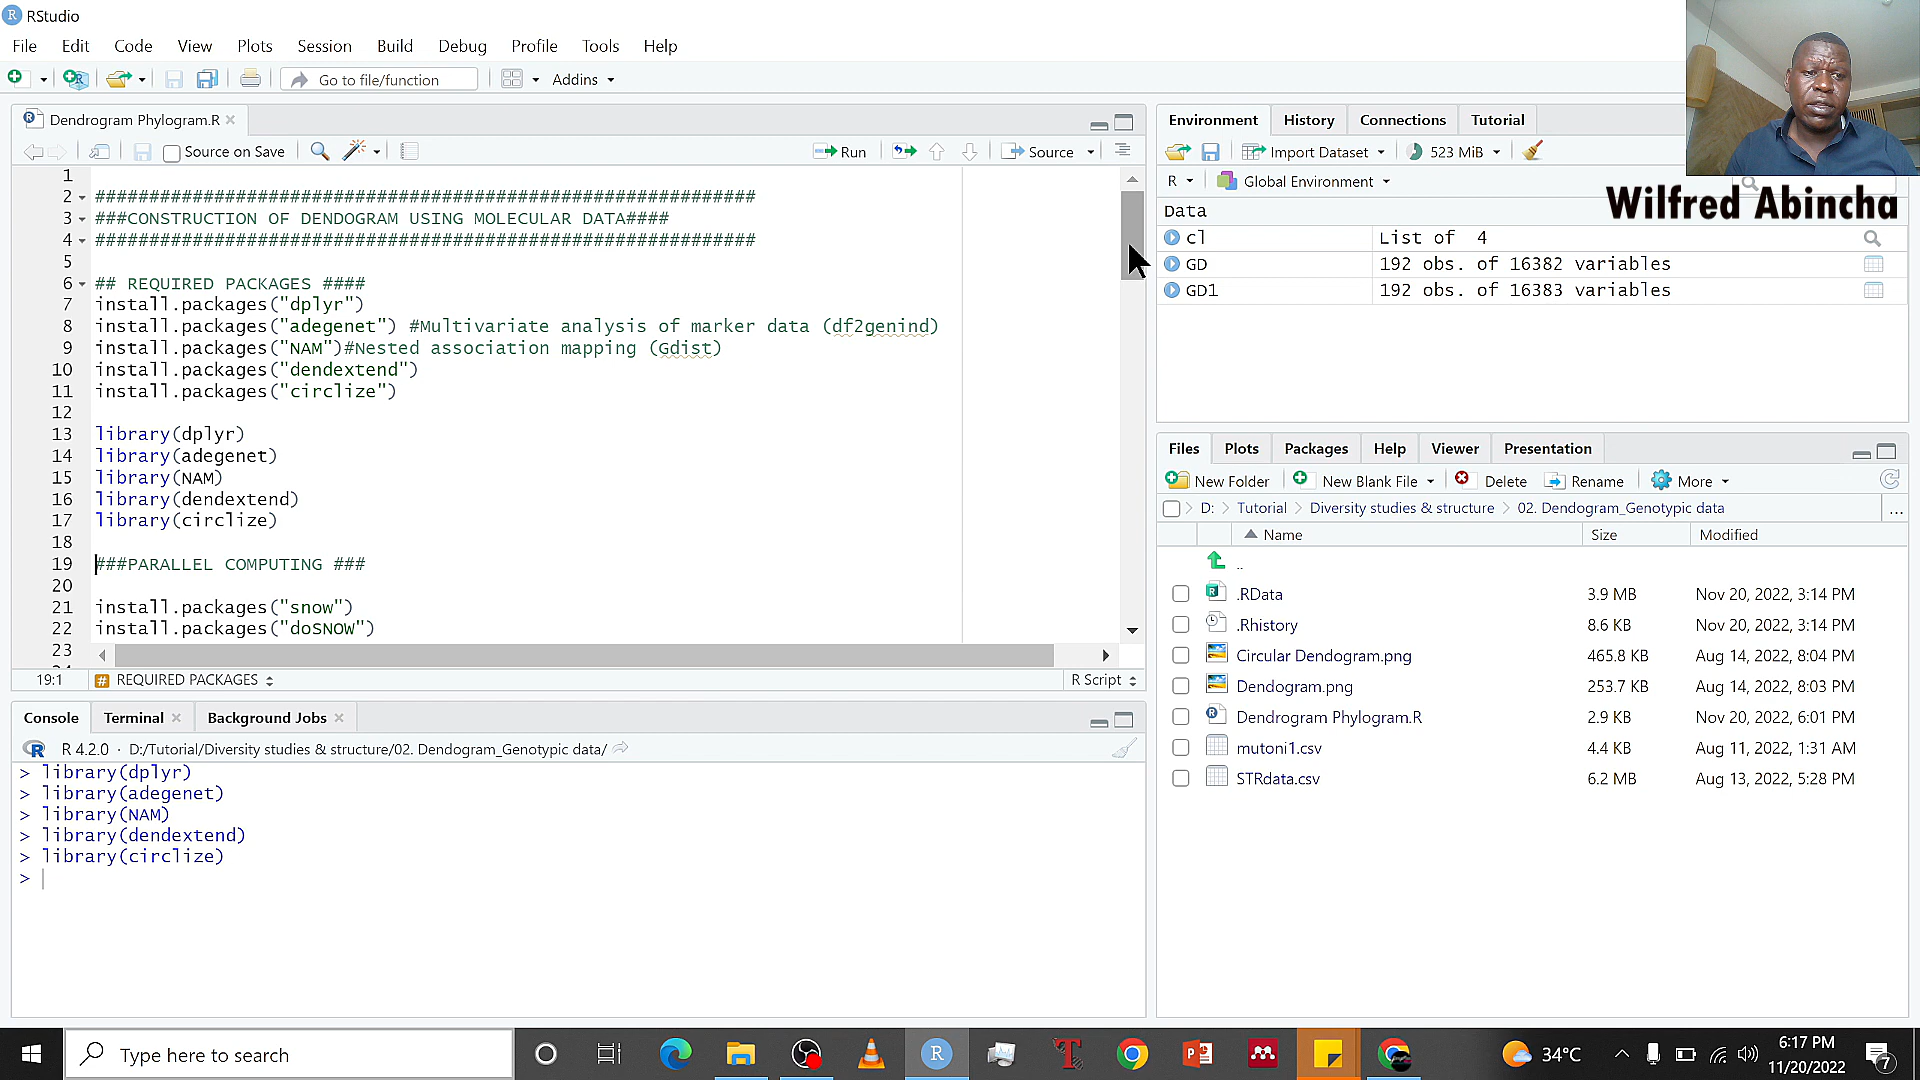 RStudio
File Edit Code View Plots Session Build Debug Profile Tools Help
Go to file/function Addins
Dendrogram Phylogram.R
Source on Save Run Source
1
2 #############################################################
3 ###CONSTRUCTION OF DENDOGRAM USING MOLECULAR DATA####
4 #############################################################
5
6 ## REQUIRED PACKAGES ####
7 install.packages("dplyr")
8 install.packages("adegenet") #Multivariate analysis of marker data (df2genind)
9 install.packages("NAM")#Nested association mapping (Gdist)
10 install.packages("dendextend")
11 install.packages("circlize")
12
13 library(dplyr)
14 library(adegenet)
15 library(NAM)
16 library(dendextend)
17 library(circlize)
18
19 ###PARALLEL COMPUTING ###
20
21 install.packages("snow")
22 install.packages("doSNOW")
23
19:1 # REQUIRED PACKAGES R Script
Console Terminal Background Jobs
R 4.2.0 · D:/Tutorial/Diversity studies & structure/02. Dendogram_Genotypic data/
> library(dplyr)
> library(adegenet)
> library(NAM)
> library(dendextend)
> library(circlize)
>
Environment History Connections Tutorial
Import Dataset 523 MiB
R Global Environment
Wilfred Abincha
Data
cl List of 4
GD 192 obs. of 16382 variables
GD1 192 obs. of 16383 variables
Files Plots Packages Help Viewer Presentation
New Folder New Blank File Delete Rename More
D: Tutorial Diversity studies & structure 02. Dendogram_Genotypic data ...
Name Size Modified
..
.RData 3.9 MB Nov 20, 2022, 3:14 PM
.Rhistory 8.6 KB Nov 20, 2022, 3:14 PM
Circular Dendogram.png 465.8 KB Aug 14, 2022, 8:04 PM
Dendogram.png 253.7 KB Aug 14, 2022, 8:03 PM
Dendrogram Phylogram.R 2.9 KB Nov 20, 2022, 6:01 PM
mutoni1.csv 4.4 KB Aug 11, 2022, 1:31 AM
STRdata.csv 6.2 MB Aug 13, 2022, 5:28 PM
Type here to search
34°C
6:17 PM
11/20/2022
7